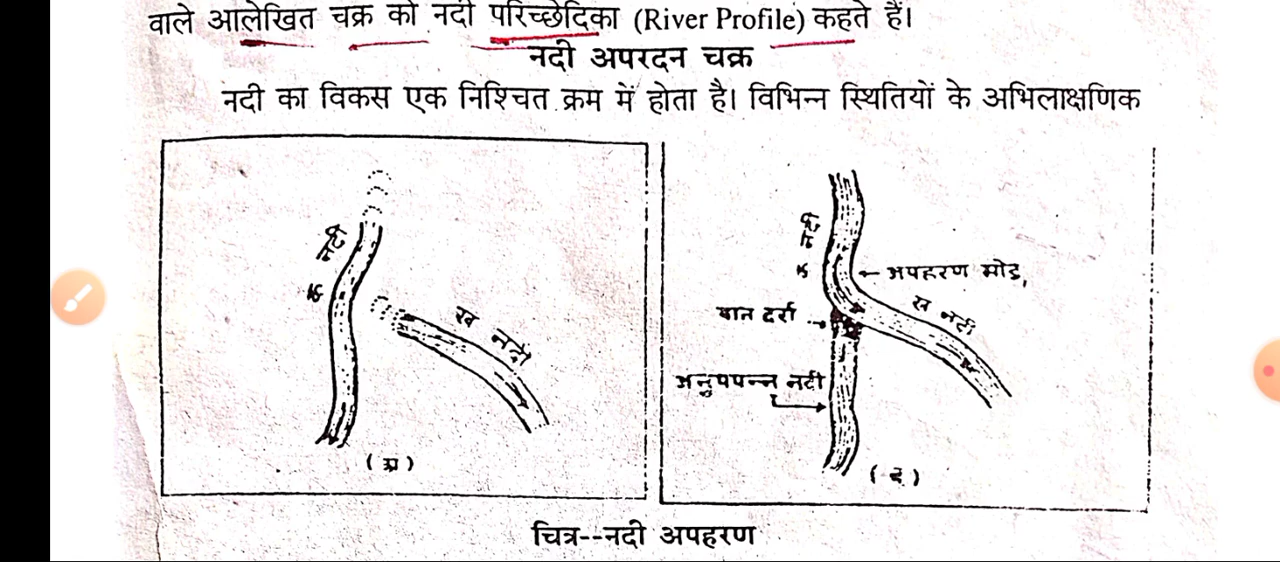 वाले आलेखित चक्र को नदी परिच्छेदिका (River Profile) कहते हैं।
नदी अपरदन चक्र
नदी का विकस एक निश्चित क्रम में होता है। विभिन्न स्थितियों के अभिलाक्षणिक
क नदी
ख नदी
(अ)
क नदी
अपहरण मोड़,
वात दर्रा
ख नदी
अनुपपन्न नदी
चित्र--नदी अपहरण